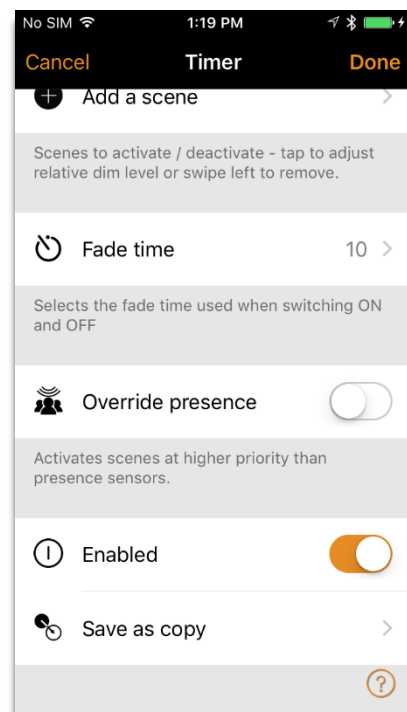 No SIM 1:19 PM
Cancel Timer Done
Add a scene
Scenes to activate / deactivate - tap to adjust
relative dim level or swipe left to remove.
Fade time 10
Selects the fade time used when switching ON
and OFF
Override presence
Activates scenes at higher priority than
presence sensors.
Enabled
Save as copy
?